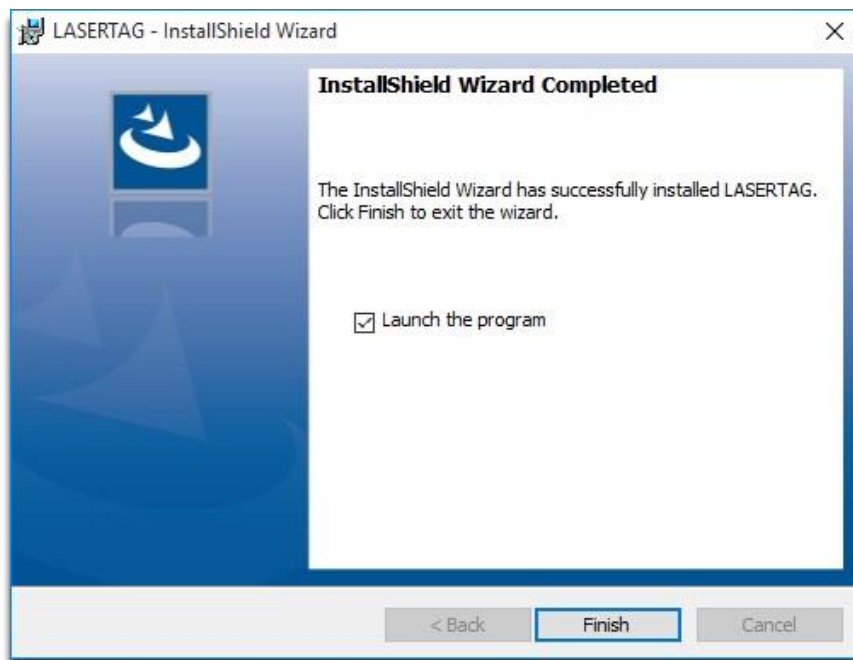 LASERTAG - InstallShield Wizard
InstallShield Wizard Completed
The InstallShield Wizard has successfully installed LASERTAG.
Click Finish to exit the wizard.
Launch the program
< Back Finish Cancel